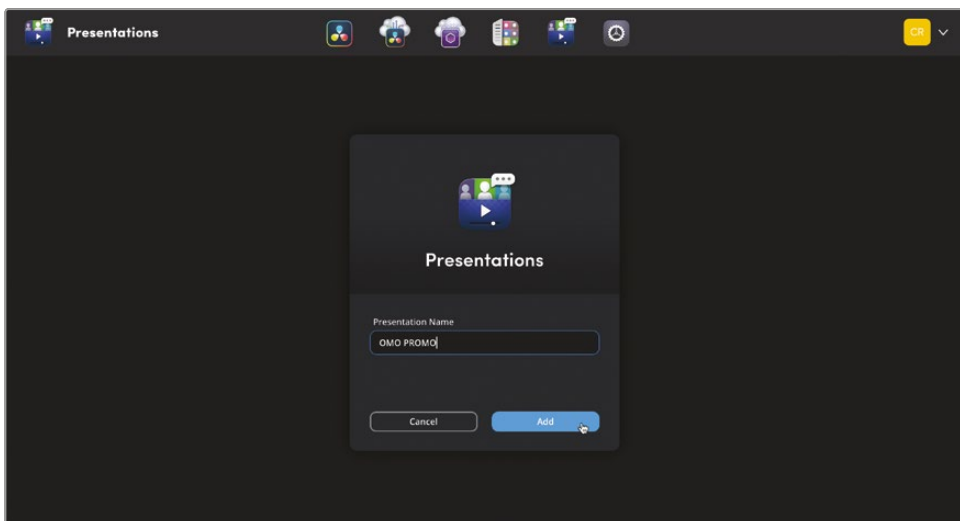 Presentations
CR
Presentations
Presentation Name
OMO PROMO
Cancel
Add